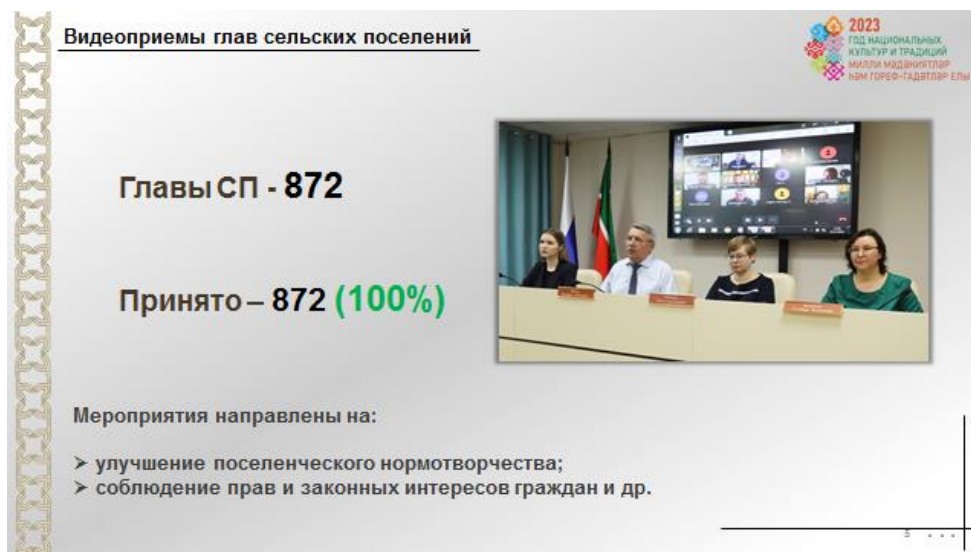 Видеоприемы глав сельских поселений
2023
ГОД НАЦИОНАЛЬНЫХ
КУЛЬТУР И ТРАДИЦИЙ
МИЛЛИ МӘДӘНИЯТЛӘР
ҺӘМ ГОРЕФ-ГАДӘТЛӘР ЕЛЫ
Главы СП - 872
Принято – 872 (100%)
Мероприятия направлены на:
➢ улучшение поселенческого нормотворчества;
➢ соблюдение прав и законных интересов граждан и др.
5